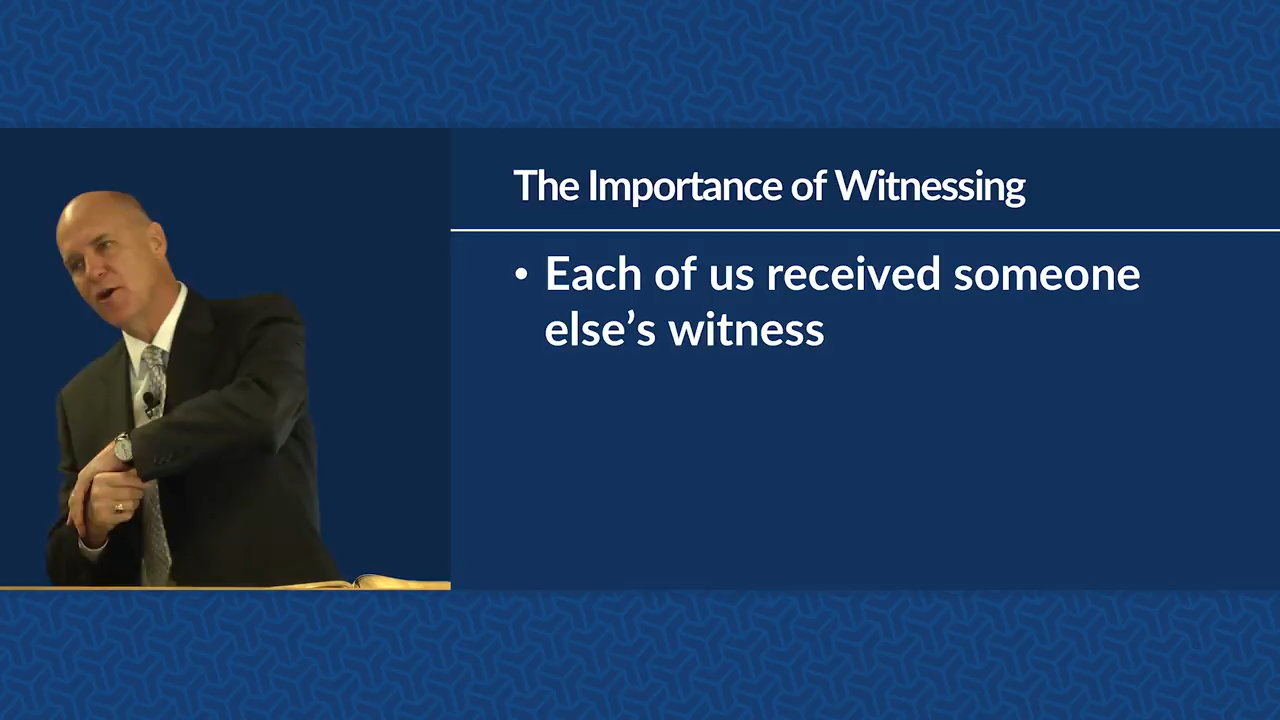 The Importance of Witnessing
• Each of us received someone
else’s witness